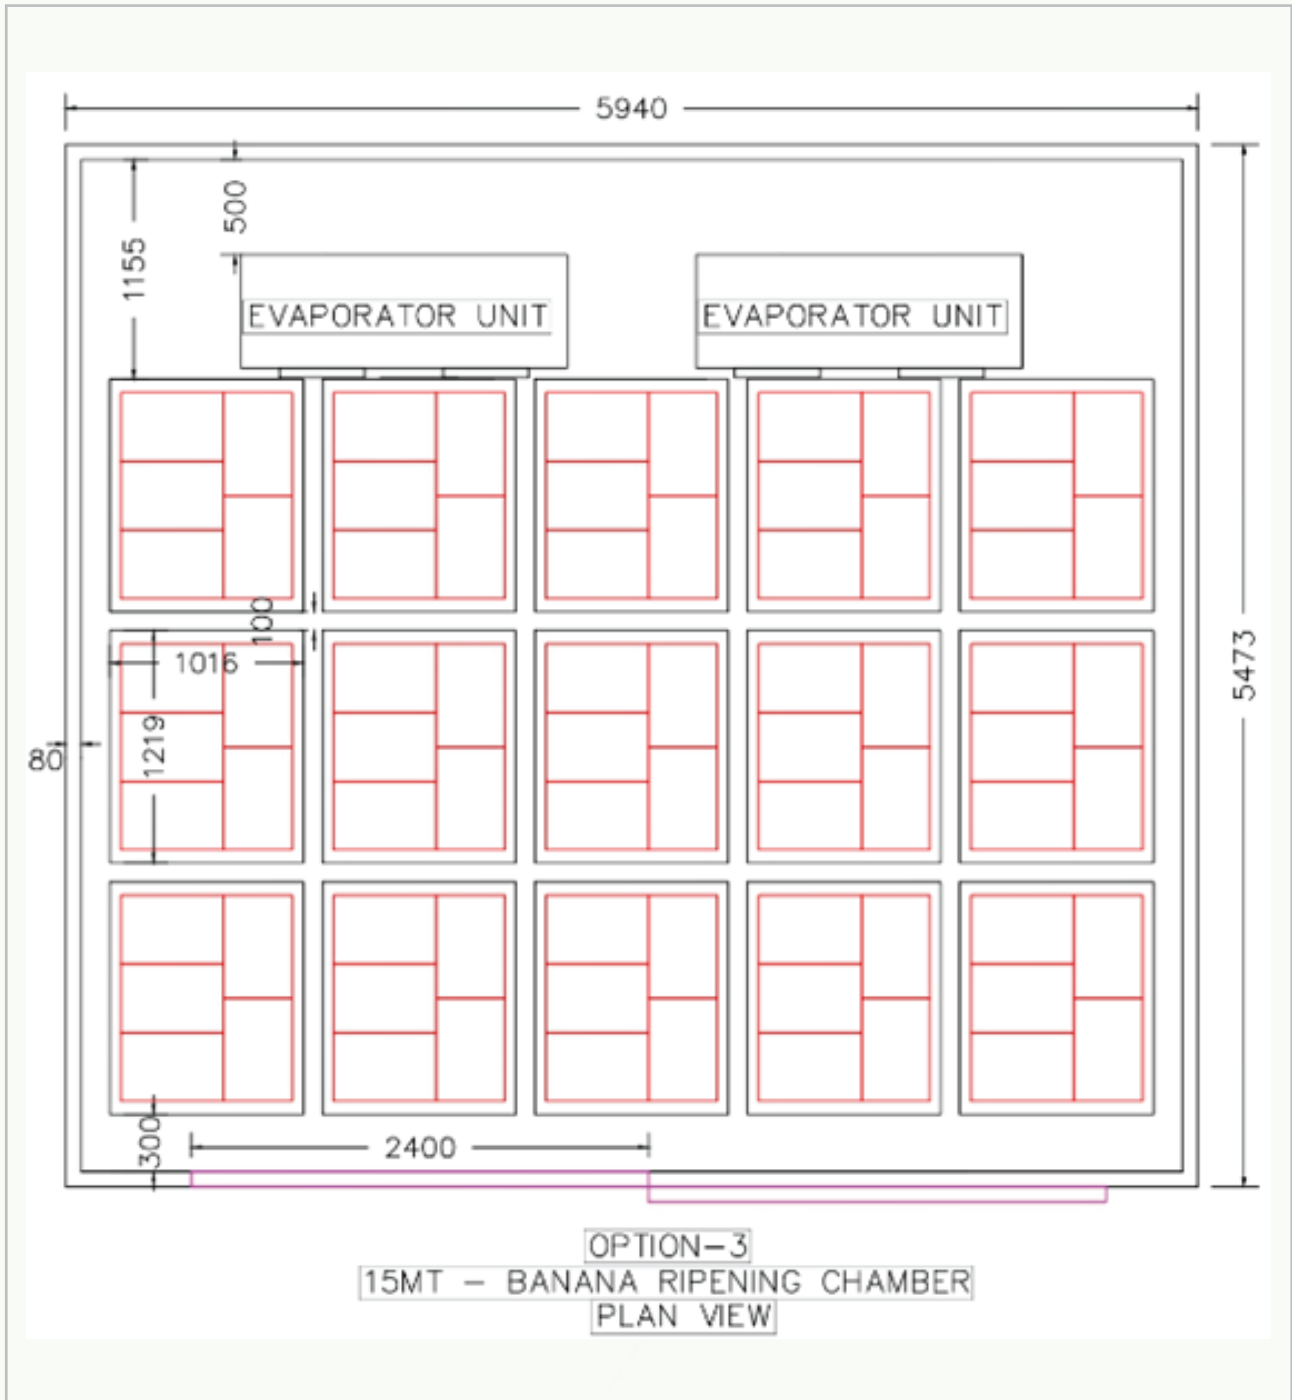 5940
500
1155
EVAPORATOR UNIT
EVAPORATOR UNIT
100
1016
5473
1219
80
300
2400
OPTION-3
15MT - BANANA RIPENING CHAMBER
PLAN VIEW